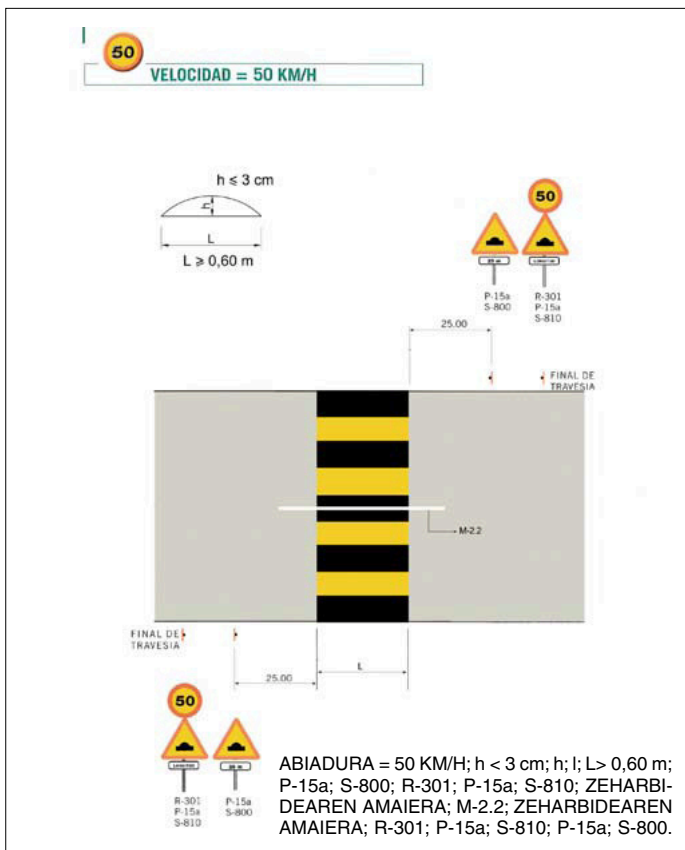 50
VELOCIDAD = 50 KM/H
h ≤ 3 cm
h
L
L ≥ 0,60 m
50
25 m
P-15a
S-800
R-301
P-15a
S-810
25.00
FINAL DE
TRAVESIA
M-2.2
FINAL DE
TRAVESIA
25.00
L
50
25 m
R-301
P-15a
S-810
P-15a
S-800
ABIADURA = 50 KM/H; h < 3 cm; h; l; L> 0,60 m;
P-15a; S-800; R-301; P-15a; S-810; ZEHARBI-
DEAREN AMAIERA; M-2.2; ZEHARBIDEAREN
AMAIERA; R-301; P-15a; S-810; P-15a; S-800.